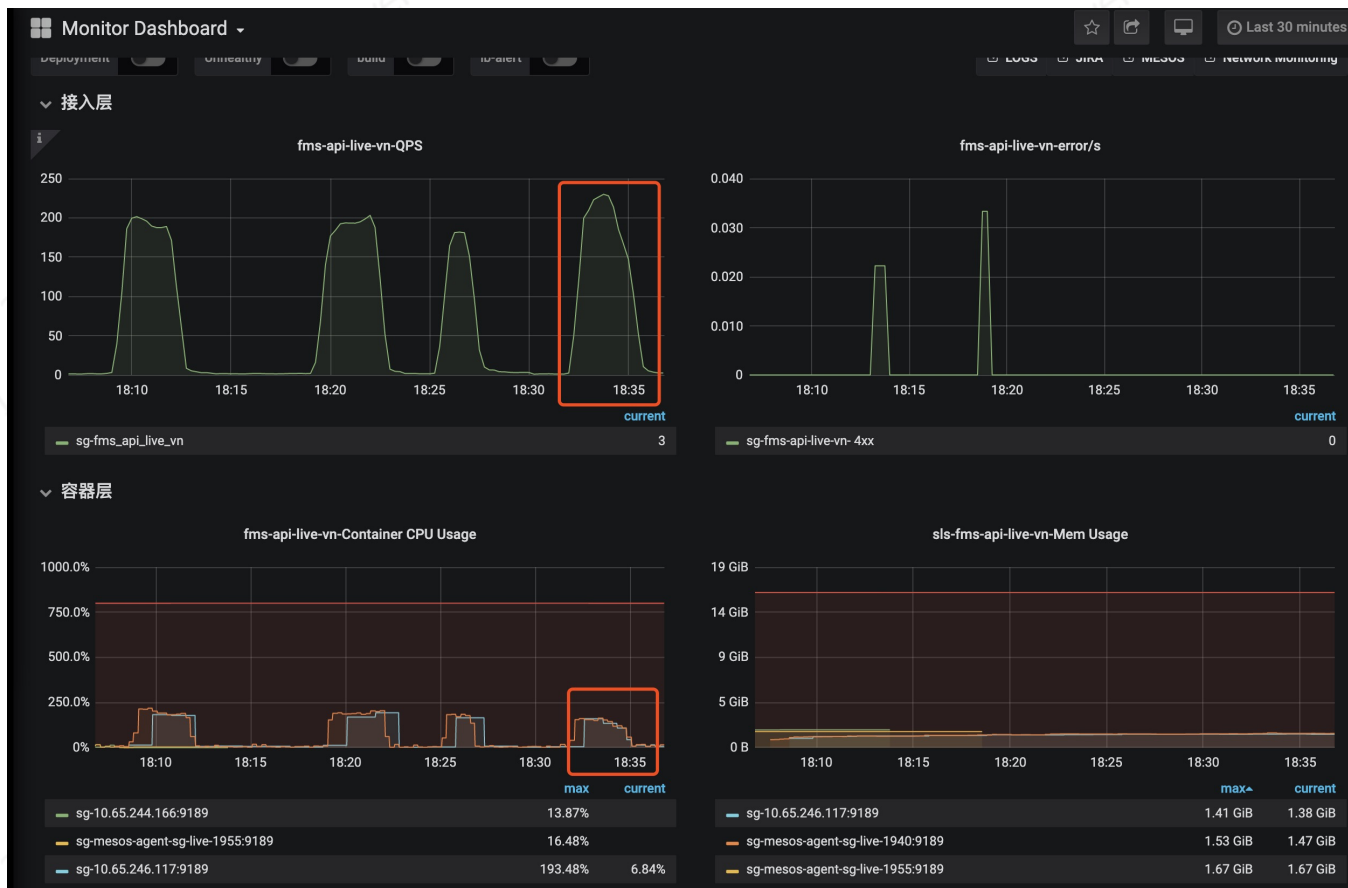 Monitor Dashboard
Last 30 minutes
Deployment Unhealthy build lb-alert LOGS JIRA MESOS Network Monitoring
接入层
i
fms-api-live-vn-QPS
250
200
150
100
50
0
18:10 18:15 18:20 18:25 18:30 18:35
current
sg-fms_api_live_vn 3
fms-api-live-vn-error/s
0.040
0.030
0.020
0.010
0
18:10 18:15 18:20 18:25 18:30 18:35
current
sg-fms-api-live-vn- 4xx 0
容器层
fms-api-live-vn-Container CPU Usage
1000.0%
750.0%
500.0%
250.0%
0%
18:10 18:15 18:20 18:25 18:30 18:35
max current
sg-10.65.244.166:9189 13.87%
sg-mesos-agent-sg-live-1955:9189 16.48%
sg-10.65.246.117:9189 193.48% 6.84%
sls-fms-api-live-vn-Mem Usage
19 GiB
14 GiB
9 GiB
5 GiB
0 B
18:10 18:15 18:20 18:25 18:30 18:35
max current
sg-10.65.246.117:9189 1.41 GiB 1.38 GiB
sg-mesos-agent-sg-live-1940:9189 1.53 GiB 1.47 GiB
sg-mesos-agent-sg-live-1955:9189 1.67 GiB 1.67 GiB